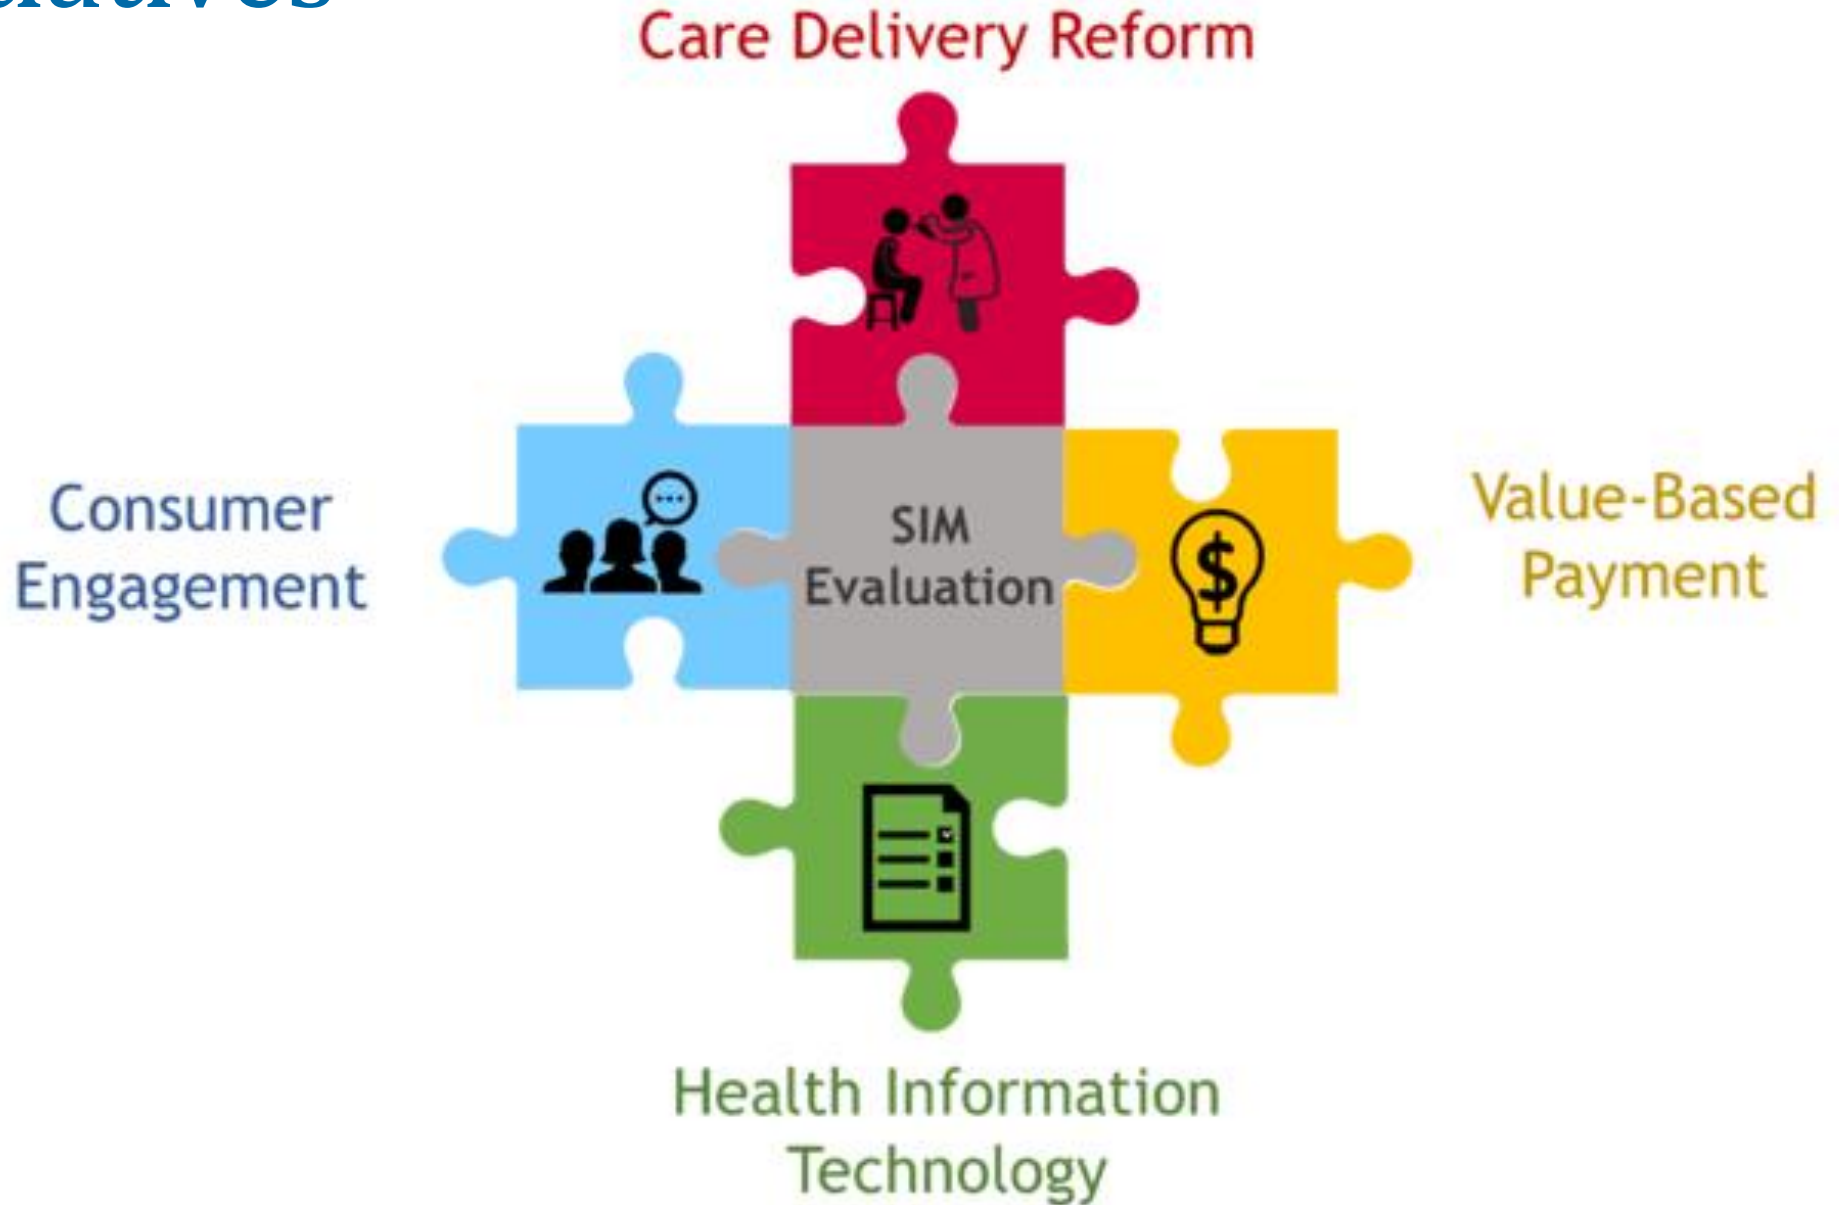 Care Delivery Reform
Consumer
Engagement
SIM
Evaluation
Value-Based
Payment
$
Health Information
Technology